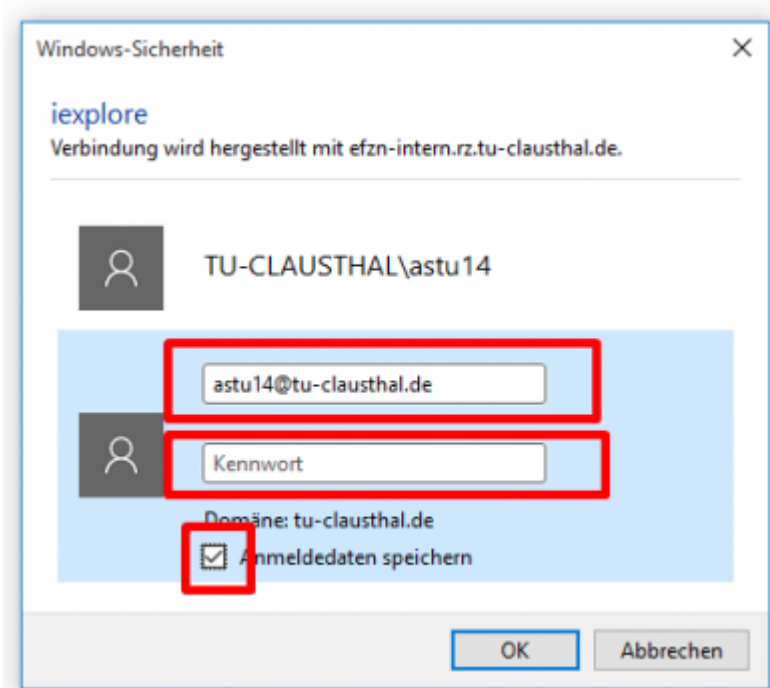 Windows-Sicherheit
iexplore
Verbindung wird hergestellt mit efzn-intern.rz.tu-clausthal.de.
TU-CLAUSTHAL\astu14
astu14@tu-clausthal.de
Kennwort
Domäne: tu-clausthal.de
Anmeldedaten speichern
OK Abbrechen